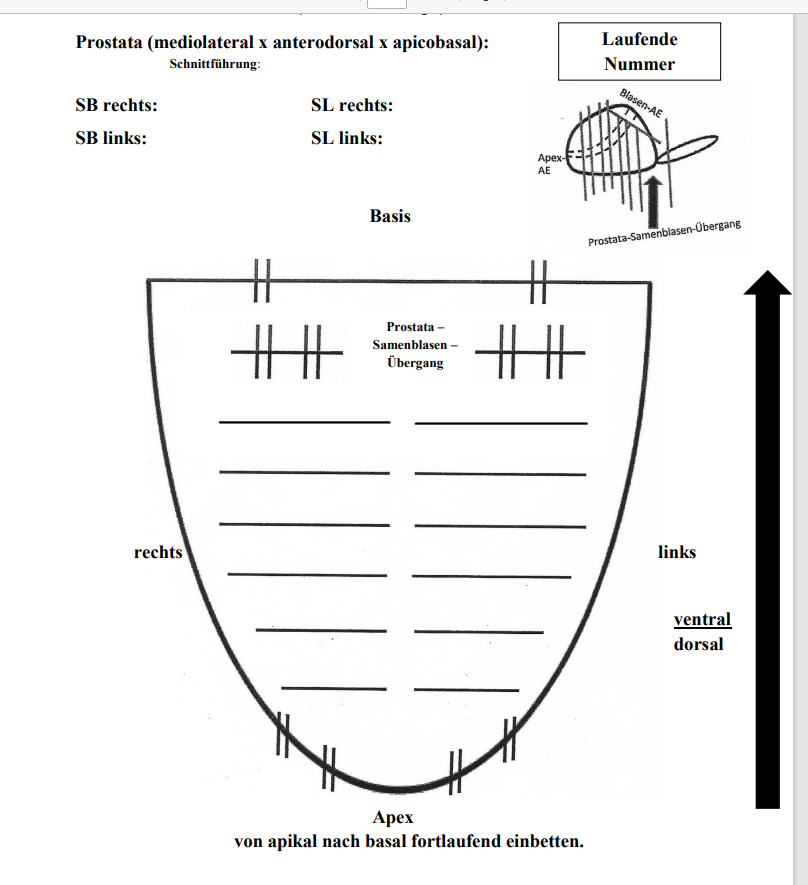 Prostata (mediolateral x anterodorsal x apicobasal):
Schnittführung:
Laufende
Nummer
SB rechts:
SL rechts:
SB links:
SL links:
Blasen-AE
Apex-
AE
Prostata-Samenblasen-Übergang
Basis
Prostata –
Samenblasen –
Übergang
rechts
links
ventral
dorsal
Apex
von apikal nach basal fortlaufend einbetten.